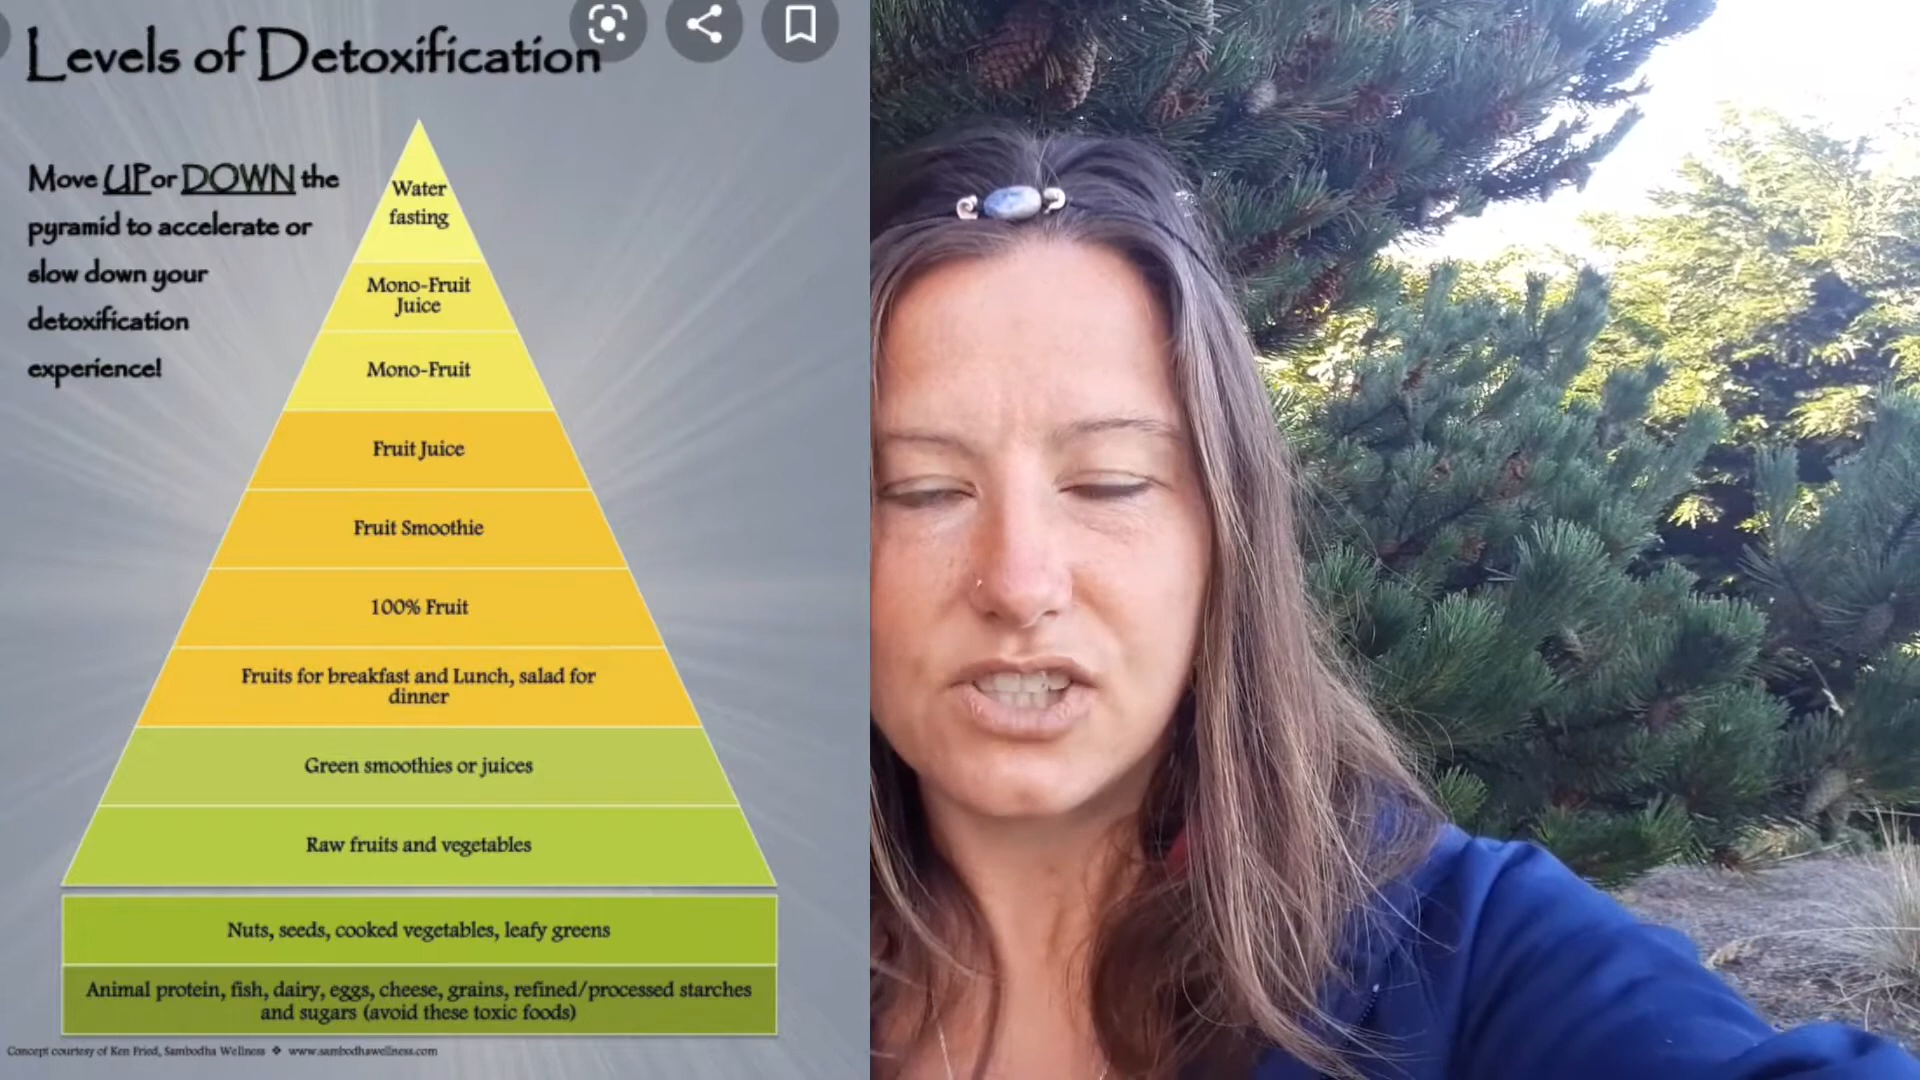 Levels of Detoxification
Move UP or DOWN the
pyramid to accelerate or
slow down your
detoxification
experience!
Water
fasting
Mono-Fruit
Juice
Mono-Fruit
Fruit Juice
Fruit Smoothie
100% Fruit
Fruits for breakfast and Lunch, salad for
dinner
Green smoothies or juices
Raw fruits and vegetables
Nuts, seeds, cooked vegetables, leafy greens
Animal protein, fish, dairy, eggs, cheese, grains, refined/processed starches
and sugars (avoid these toxic foods)
Concept courtesy of Ken Fried, Sambodha Wellness ❖ www.sambodhawellness.com